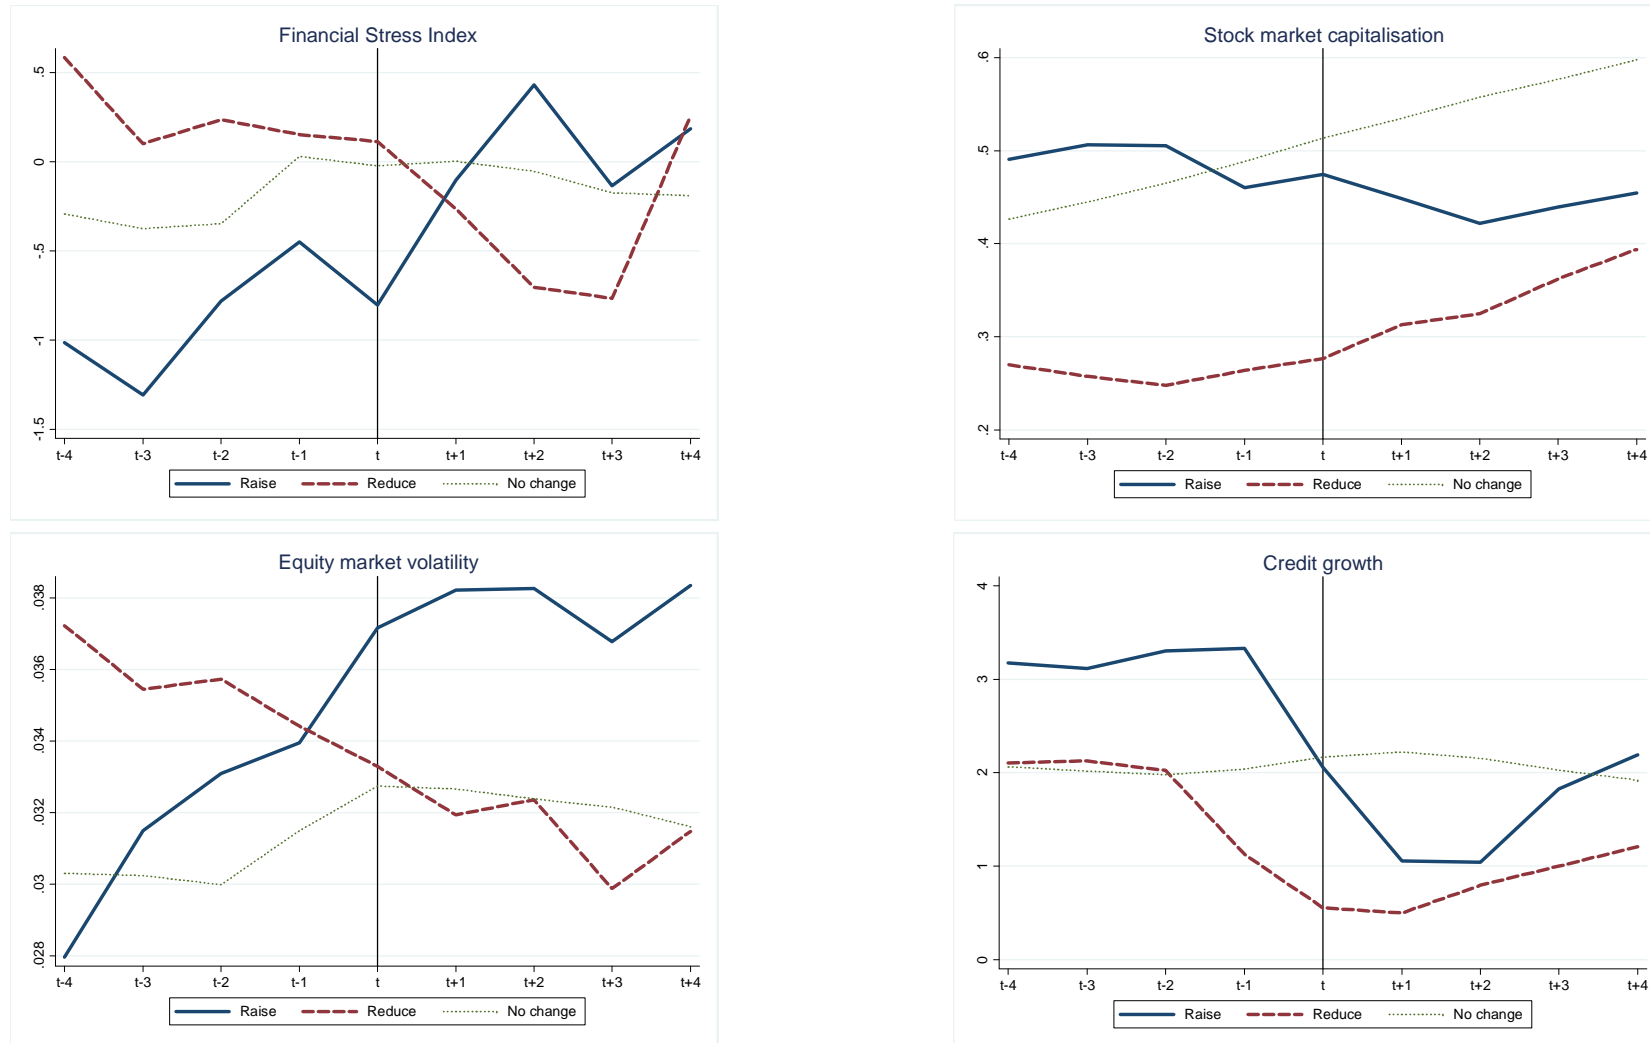 Financial Stress Index
.5
0
-.5
-1
-1.5
t-4 t-3 t-2 t-1 t t+1 t+2 t+3 t+4
Raise Reduce No change
Stock market capitalisation
.6
.5
.4
.3
.2
t-4 t-3 t-2 t-1 t t+1 t+2 t+3 t+4
Raise Reduce No change
Equity market volatility
.038
.036
.034
.032
.03
.028
t-4 t-3 t-2 t-1 t t+1 t+2 t+3 t+4
Raise Reduce No change
Credit growth
4
3
2
1
0
t-4 t-3 t-2 t-1 t t+1 t+2 t+3 t+4
Raise Reduce No change